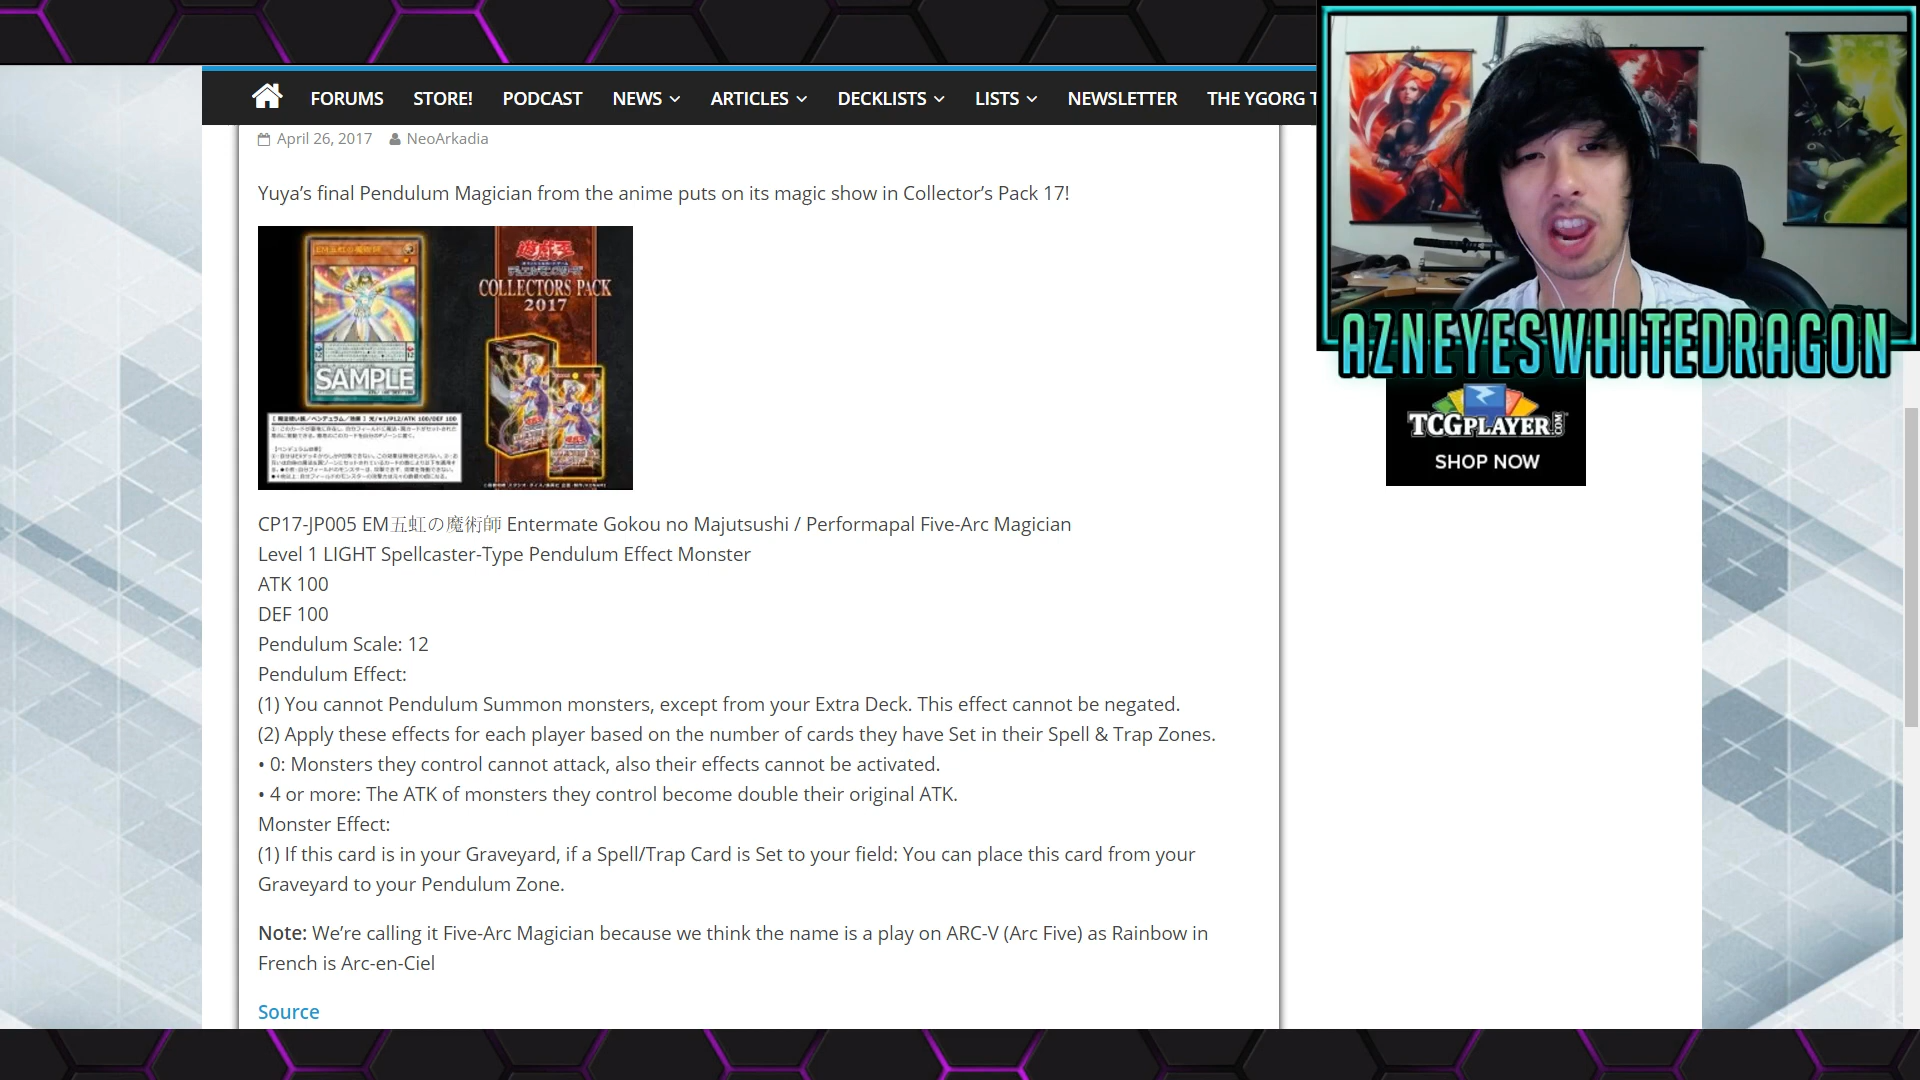 FORUMS STORE! PODCAST NEWS ARTICLES DECKLISTS LISTS NEWSLETTER THE YGORG T
April 26, 2017 NeoArkadia
Yuya’s final Pendulum Magician from the anime puts on its magic show in Collector’s Pack 17!
遊☆戯☆王
COLLECTORS PACK
2017
SAMPLE
CP17-JP005 EM五虹の魔術師 Entermate Gokou no Majutsushi / Performapal Five-Arc Magician
Level 1 LIGHT Spellcaster-Type Pendulum Effect Monster
ATK 100
DEF 100
Pendulum Scale: 12
Pendulum Effect:
(1) You cannot Pendulum Summon monsters, except from your Extra Deck. This effect cannot be negated.
(2) Apply these effects for each player based on the number of cards they have Set in their Spell & Trap Zones.
• 0: Monsters they control cannot attack, also their effects cannot be activated.
• 4 or more: The ATK of monsters they control become double their original ATK.
Monster Effect:
(1) If this card is in your Graveyard, if a Spell/Trap Card is Set to your field: You can place this card from your
Graveyard to your Pendulum Zone.
Note: We’re calling it Five-Arc Magician because we think the name is a play on ARC-V (Arc Five) as Rainbow in
French is Arc-en-Ciel
Source
AZNEYESWHITEDRAGON
TCGPLAYER.COM
SHOP NOW